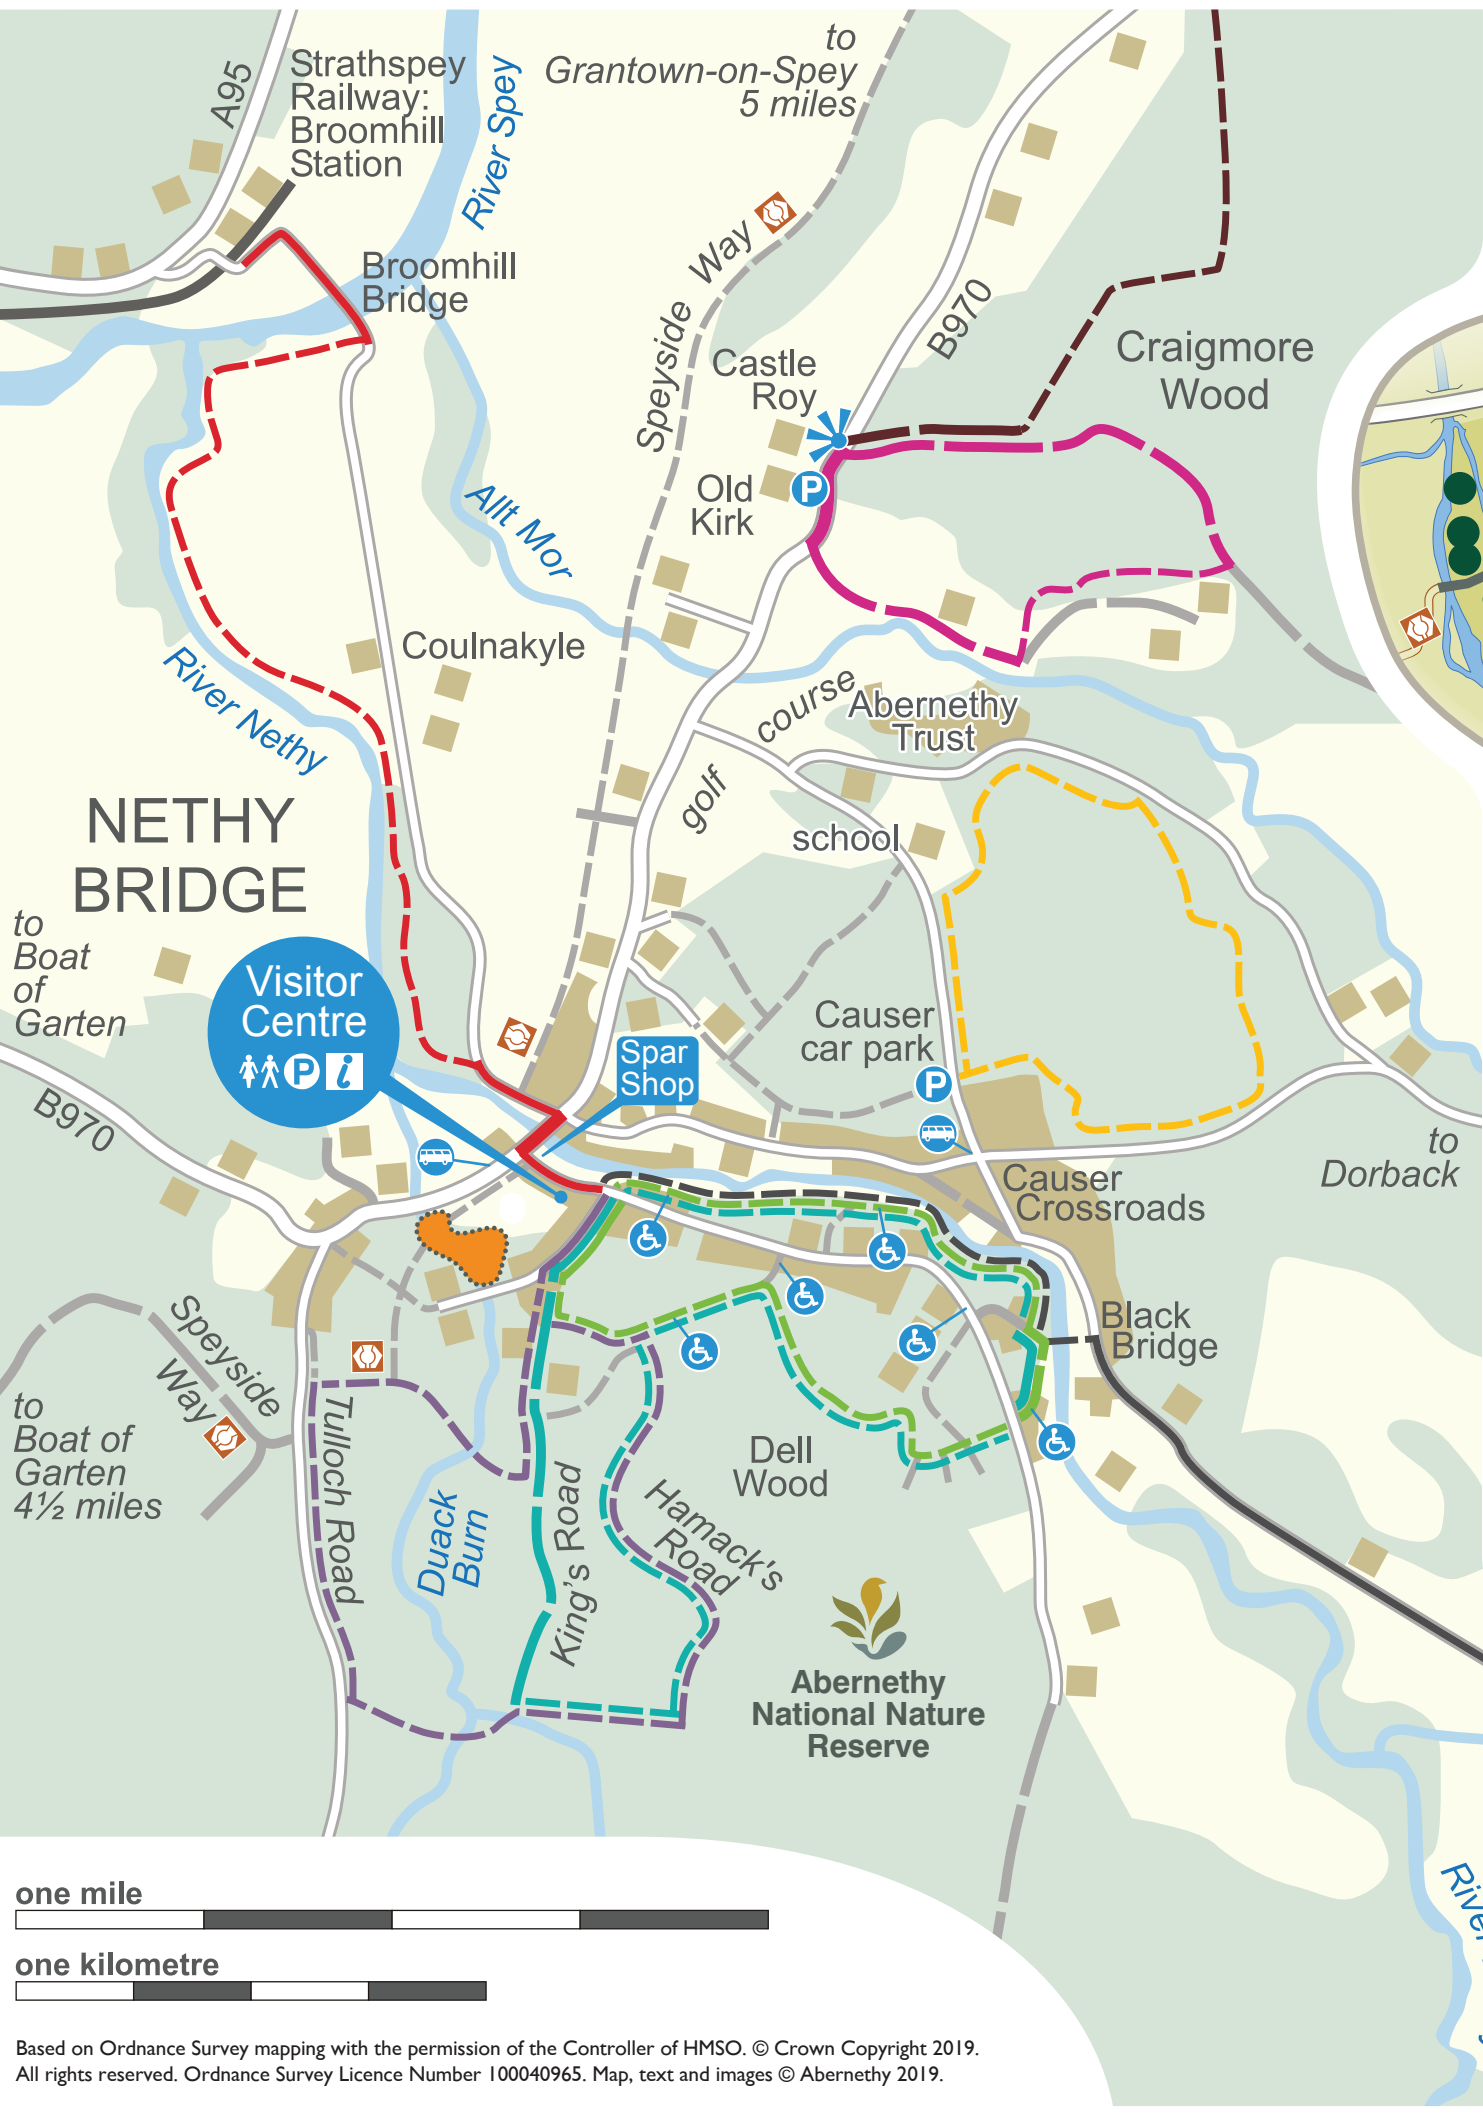 A95
Strathspey
Railway:
Broomhill
Station
River Spey
to
Grantown-on-Spey
5 miles
Broomhill
Bridge
Speyside Way
B970
Castle
Roy
Craigmore
Wood
Old
Kirk
P
Allt Mor
Coulnakyle
River Nethy
golf course
Abernethy
Trust
school
NETHY
BRIDGE
to
Boat
of
Garten
Visitor
Centre
P i
Spar
Shop
Causer
car park
P
B970
to
Dorback
Causer
Crossroads
Black
Bridge
Speyside
Way
to
Boat of
Garten
4½ miles
Tulloch Road
Duack
Burn
King's Road
Hamack's
Road
Dell
Wood
Abernethy
National Nature
Reserve
one mile
one kilometre
Based on Ordnance Survey mapping with the permission of the Controller of HMSO. © Crown Copyright 2019.
All rights reserved. Ordnance Survey Licence Number 100040965. Map, text and images © Abernethy 2019.